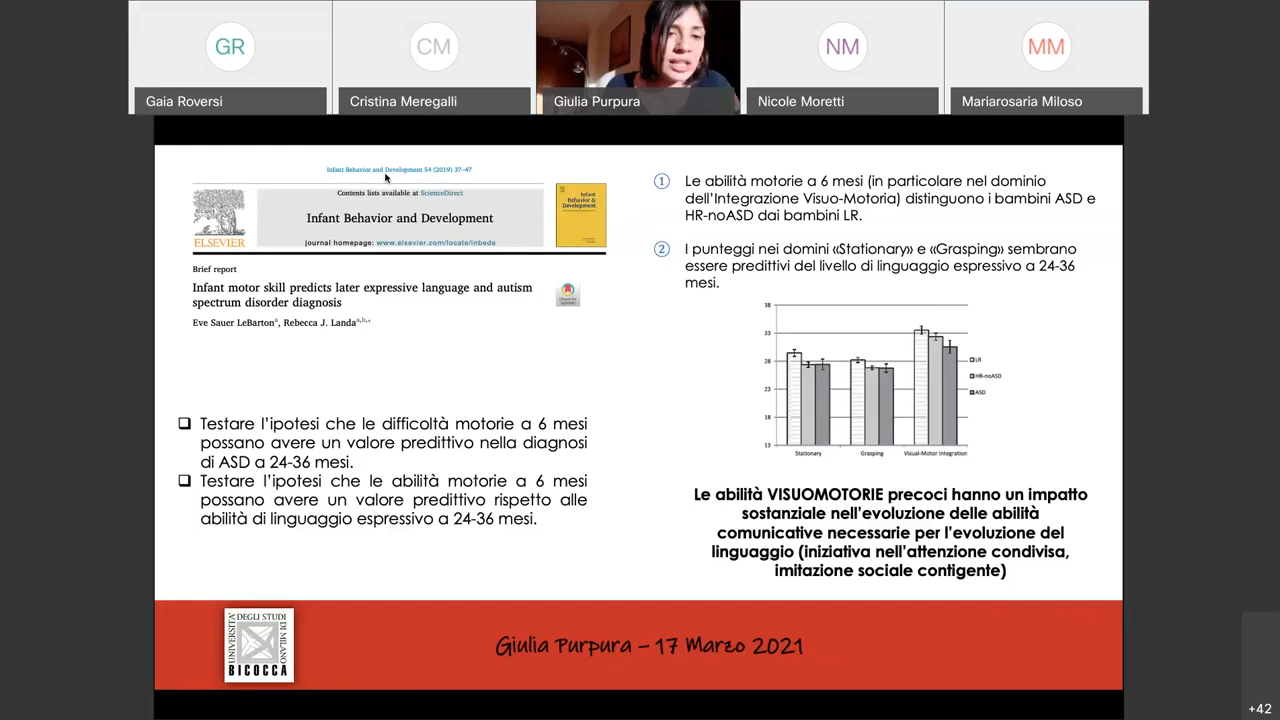 GR
CM
NM
MM
Gaia Roversi
Cristina Meregalli
Giulia Purpura
Nicole Moretti
Mariarosaria Miloso
Infant Behavior and Development 54 (2019) 37–47
Contents lists available at ScienceDirect
Infant Behavior and Development
journal homepage: www.elsevier.com/locate/inbede
ELSEVIER
Infant
Behavior &
Development
Brief report
Infant motor skill predicts later expressive language and autism
spectrum disorder diagnosis
Check for
updates
Eve Sauer LeBartonᵃ, Rebecca J. Landaᵃ,ᵇ,*
❑ Testare l'ipotesi che le difficoltà motorie a 6 mesi
possano avere un valore predittivo nella diagnosi
di ASD a 24-36 mesi.
❑ Testare l'ipotesi che le abilità motorie a 6 mesi
possano avere un valore predittivo rispetto alle
abilità di linguaggio espressivo a 24-36 mesi.
① Le abilità motorie a 6 mesi (in particolare nel dominio
dell'Integrazione Visuo-Motoria) distinguono i bambini ASD e
HR-noASD dai bambini LR.
② I punteggi nei domini «Stationary» e «Grasping» sembrano
essere predittivi del livello di linguaggio espressivo a 24-36
mesi.
38
33
28
23
18
13
LR
HR-noASD
ASD
Stationary Grasping Visual-Motor Integration
Le abilità VISUOMOTORIE precoci hanno un impatto
sostanziale nell'evoluzione delle abilità
comunicative necessarie per l'evoluzione del
linguaggio (iniziativa nell'attenzione condivisa,
imitazione sociale contigente)
UNIVERSITÀ
DEGLI STUDI
DI MILANO
BICOCCA
Giulia Purpura – 17 Marzo 2021
+42